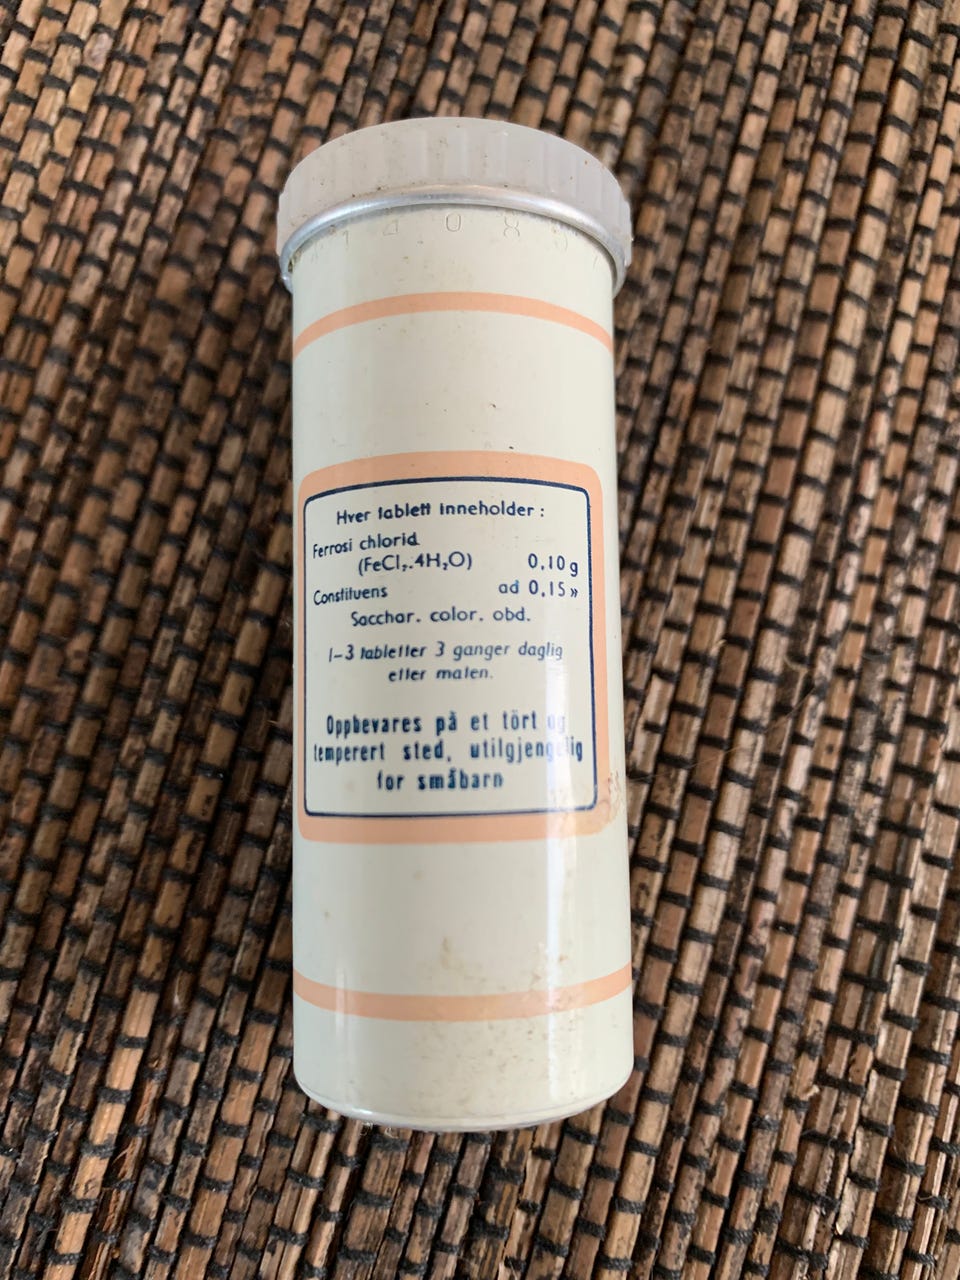 Hver tablett inneholder :
Ferrosi chlorid
(FeCl₂.4H₂O) 0,10 g
Constituens ad 0,15 »
Sacchar. color. obd.
1-3 tabletter 3 ganger daglig
etter maten.
Oppbevares på et tört og
temperert sted, utilgjengelig
for småbarn